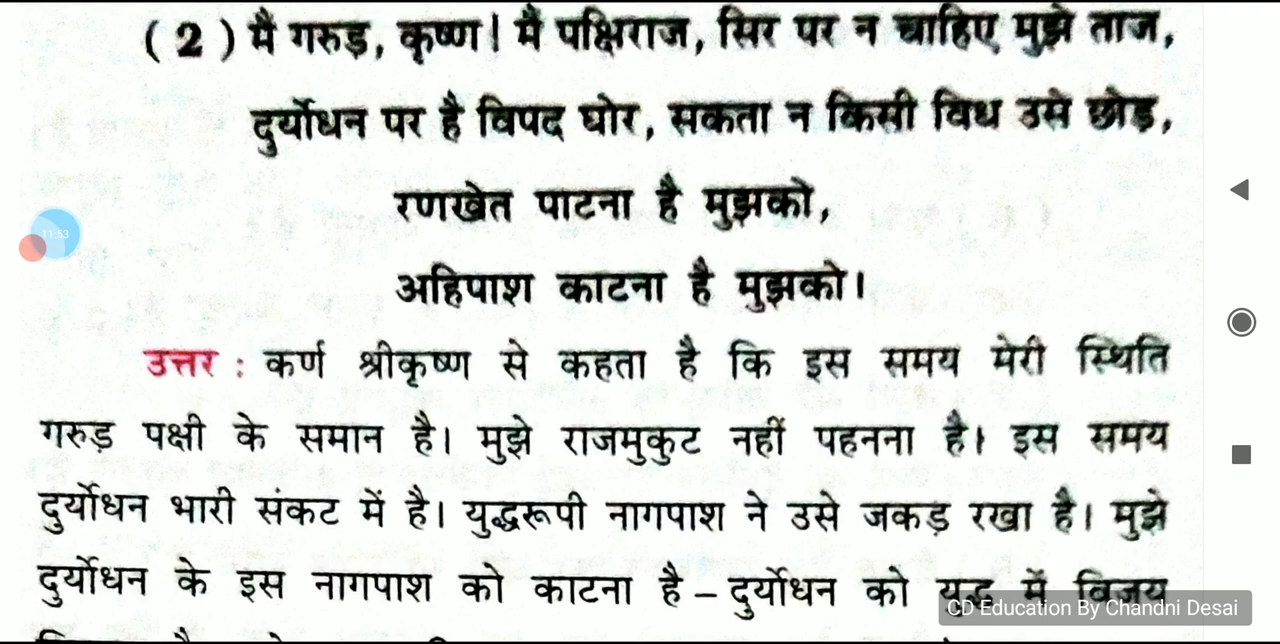 ( 2 ) मैं गरुड़, कृष्ण! मैं पक्षिराज, सिर पर न चाहिए मुझे ताज,
दुर्योधन पर है विपद घोर, सकता न किसी विध उसे छोड़,
रणखेत पाटना है मुझको,
अहिपाश काटना है मुझको।
11:53
उत्तर : कर्ण श्रीकृष्ण से कहता है कि इस समय मेरी स्थिति
गरुड़ पक्षी के समान है। मुझे राजमुकुट नहीं पहनना है। इस समय
दुर्योधन भारी संकट में है। युद्धरूपी नागपाश ने उसे जकड़ रखा है। मुझे
दुर्योधन के इस नागपाश को काटना है – दुर्योधन को युद्ध में विजय
CD Education By Chandni Desai